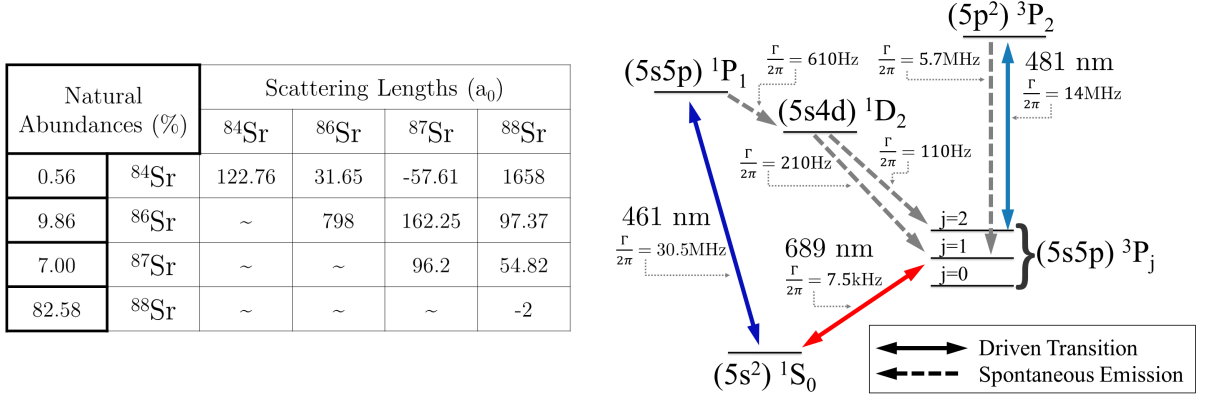 Natural
Abundances (%)
Scattering Lengths (a₀)
⁸⁴Sr ⁸⁶Sr ⁸⁷Sr ⁸⁸Sr
0.56 ⁸⁴Sr 122.76 31.65 -57.61 1658
9.86 ⁸⁶Sr ~ 798 162.25 97.37
7.00 ⁸⁷Sr ~ ~ 96.2 54.82
82.58 ⁸⁸Sr ~ ~ ~ -2
(5p²) ³P₂
(5s5p) ¹P₁
Γ/2π = 610Hz
Γ/2π = 5.7MHz
481 nm
Γ/2π = 14MHz
(5s4d) ¹D₂
Γ/2π = 210Hz
Γ/2π = 110Hz
461 nm
Γ/2π = 30.5MHz
689 nm
Γ/2π = 7.5kHz
j=2
j=1
j=0
(5s5p) ³Pⱼ
(5s²) ¹S₀
Driven Transition
Spontaneous Emission